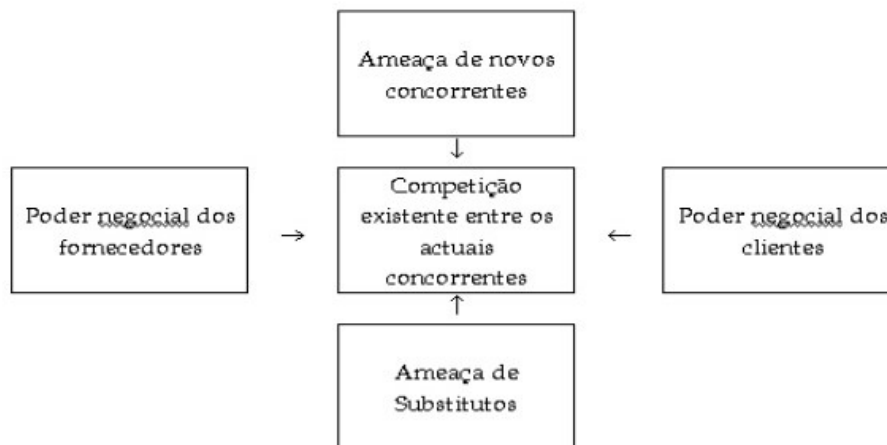 Ameaça de novos
concorrentes
Poder negocial dos
fornecedores
Competição
existente entre os
actuais
concorrentes
Poder negocial dos
clientes
Ameaça de
Substitutos